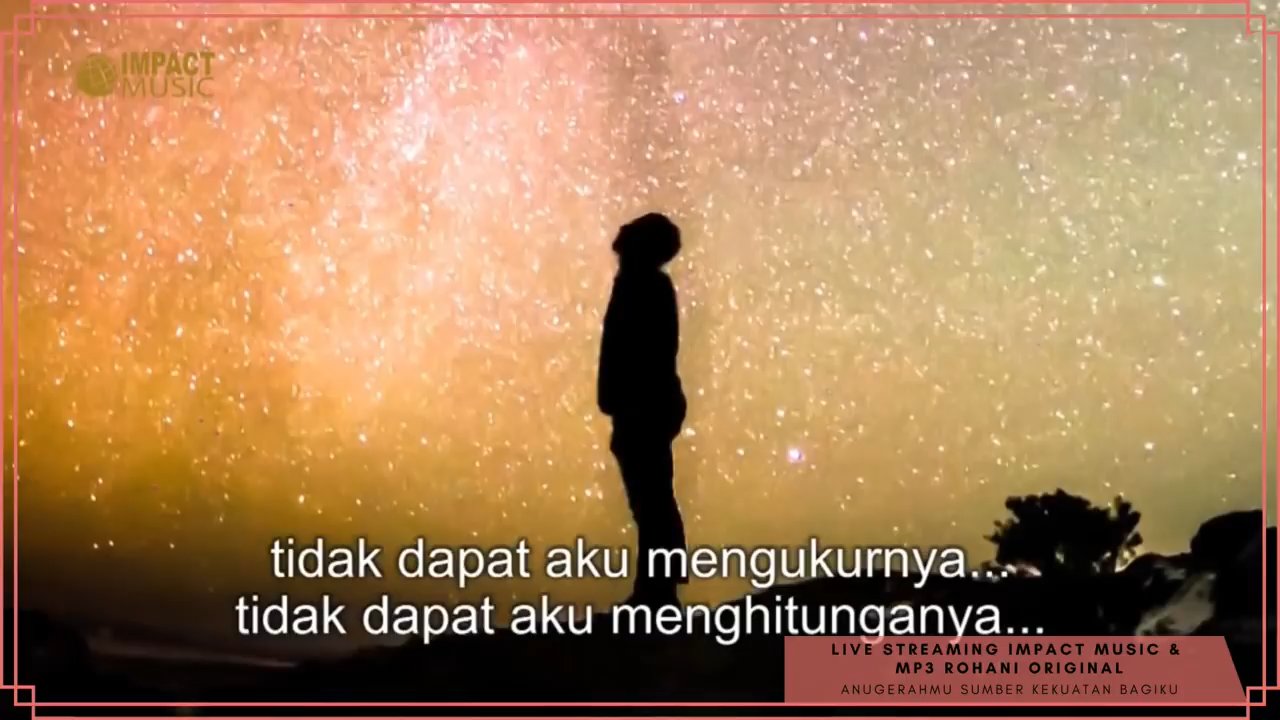 IMPACT
MUSIC
tidak dapat aku mengukurnya...
tidak dapat aku menghitunganya...
LIVE STREAMING IMPACT MUSIC &
MP3 ROHANI ORIGINAL
ANUGERAHMU SUMBER KEKUATAN BAGIKU